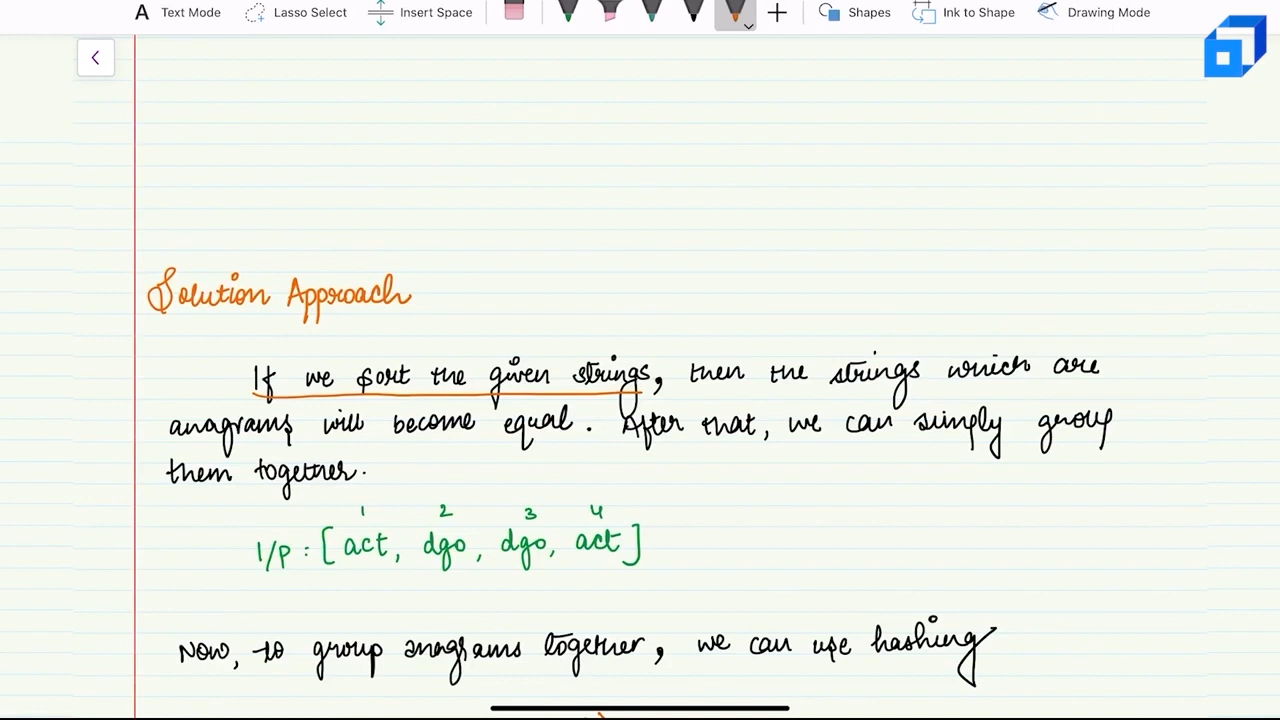 A Text Mode Lasso Select Insert Space Shapes Ink to Shape Drawing Mode
Solution Approach
If we sort the given strings, then the strings which are
anagrams will become equal. After that, we can simply group
them together.
1 2 3 4
I/P : [act, dgo, dgo, act]
Now, to group anagrams together, we can use hashing